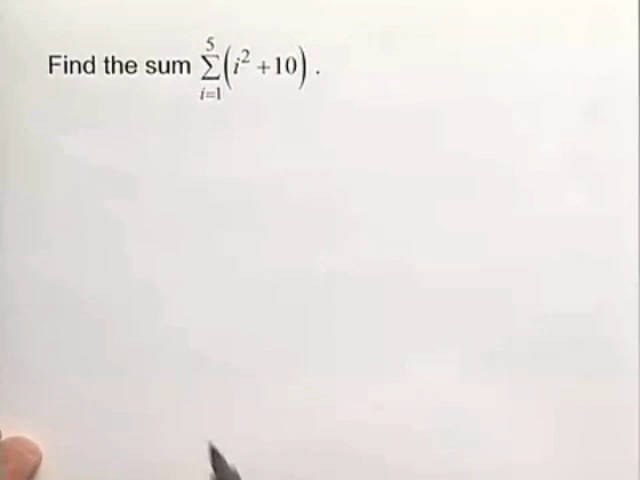 Find the sum \sum_{i=1}^{5} (i^2 + 10) .